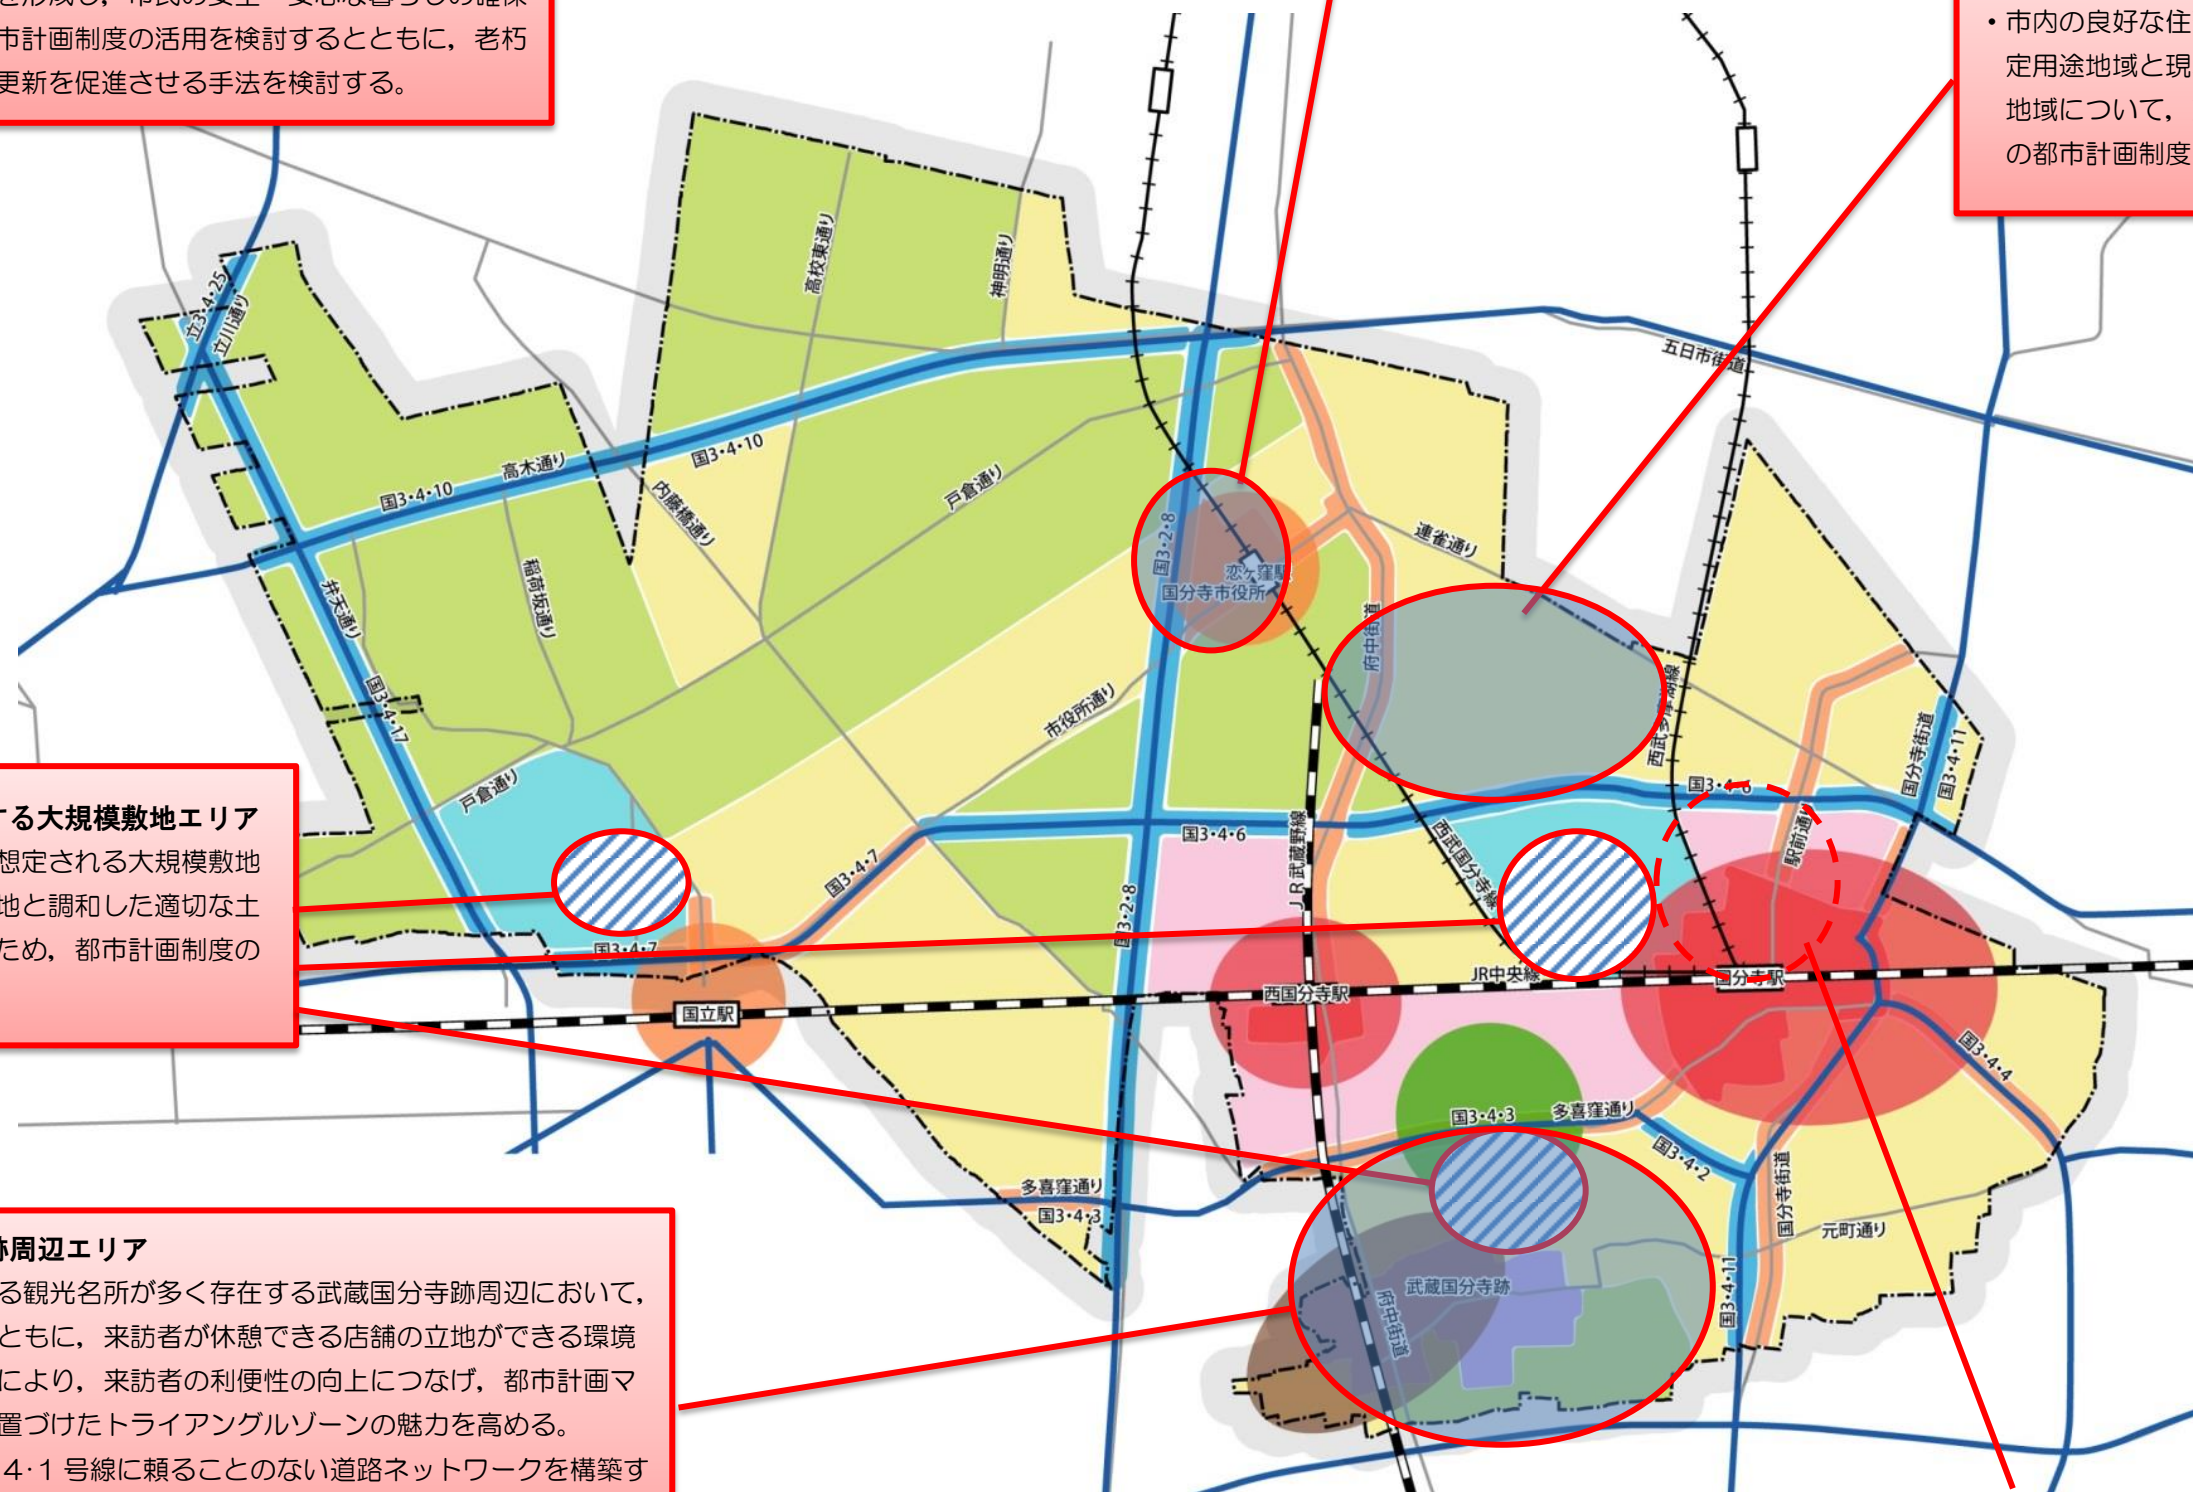 を形成し，市民の安全・安心な暮らしの確保
市計画制度の活用を検討するとともに，老朽
更新を促進させる手法を検討する。
・市内の良好な住
定用途地域と現
地域について，
の都市計画制度
立3・4・25
立川通り
高校東通り
神明通り
五日市街道
国3・4・10
高木通り
国3・4・10
内藤橋通り
戸倉通り
稲荷坂通り
弁天通り
国3・4・17
国3・2・8
恋ヶ窪駅
国分寺市役所
連雀通り
府中街道
西武多摩湖線
市役所通り
戸倉通り
国3・4・7
国3・4・7
国3・4・6
国3・4・6
国3・2・8
JR武蔵野線
西武国分寺線
駅前通り
国分寺街道
国3・4・11
JR中央線
国分寺駅
西国分寺駅
国立駅
する大規模敷地エリア
想定される大規模敷地
地と調和した適切な土
ため，都市計画制度の
国3・4・4
国3・4・3
多喜窪通り
国3・4・2
国分寺街道
元町通り
国3・4・11
多喜窪通り
国3・4・3
武蔵国分寺跡
府中街道
跡周辺エリア
る観光名所が多く存在する武蔵国分寺跡周辺において，
ともに，来訪者が休憩できる店舗の立地ができる環境
により，来訪者の利便性の向上につなげ，都市計画マ
置づけたトライアングルゾーンの魅力を高める。
4・1号線に頼ることのない道路ネットワークを構築す